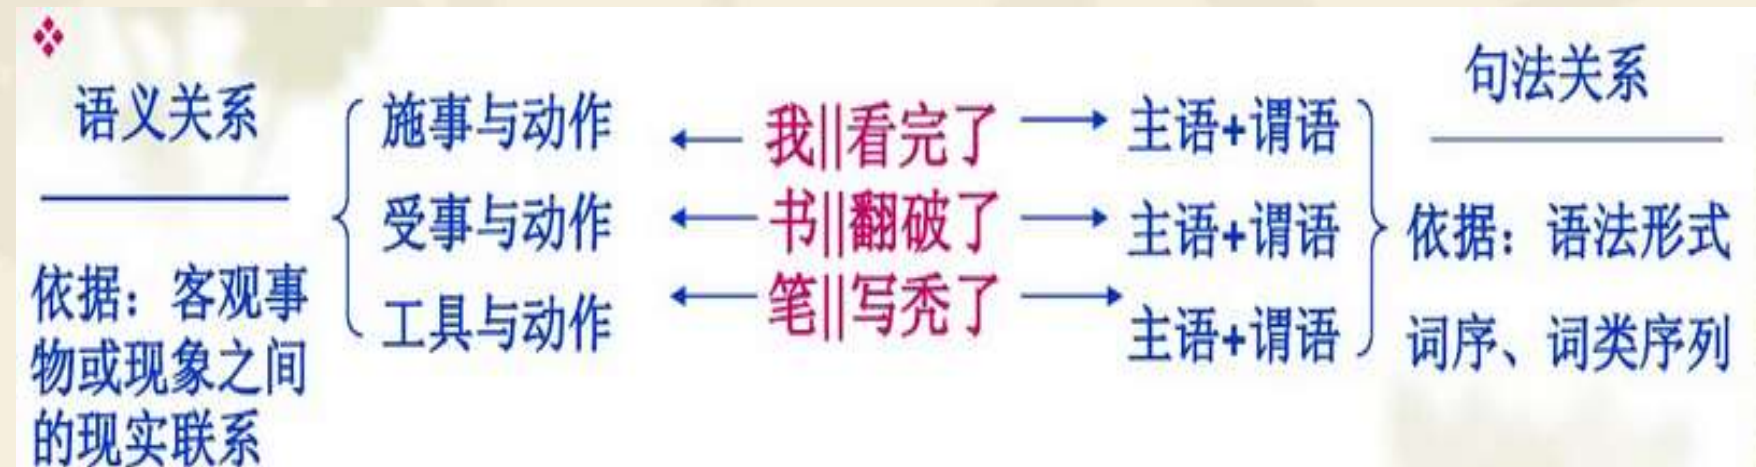 语义关系
依据：客观事
物或现象之间
的现实联系
施事与动作
受事与动作
工具与动作
我||看完了
书||翻破了
笔||写秃了
主语+谓语
主语+谓语
主语+谓语
句法关系
依据：语法形式
词序、词类序列